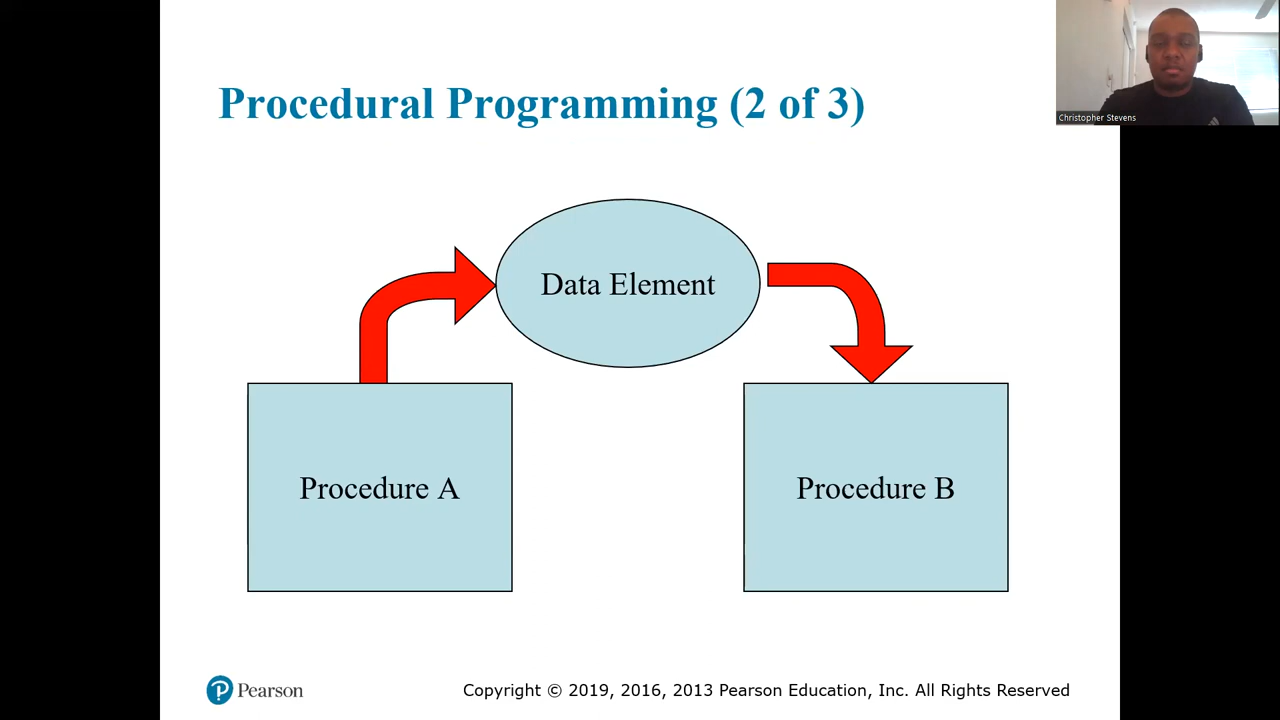 Procedural Programming (2 of 3)
Christopher Stevens
Data Element
Procedure A
Procedure B
Pearson
Copyright © 2019, 2016, 2013 Pearson Education, Inc. All Rights Reserved